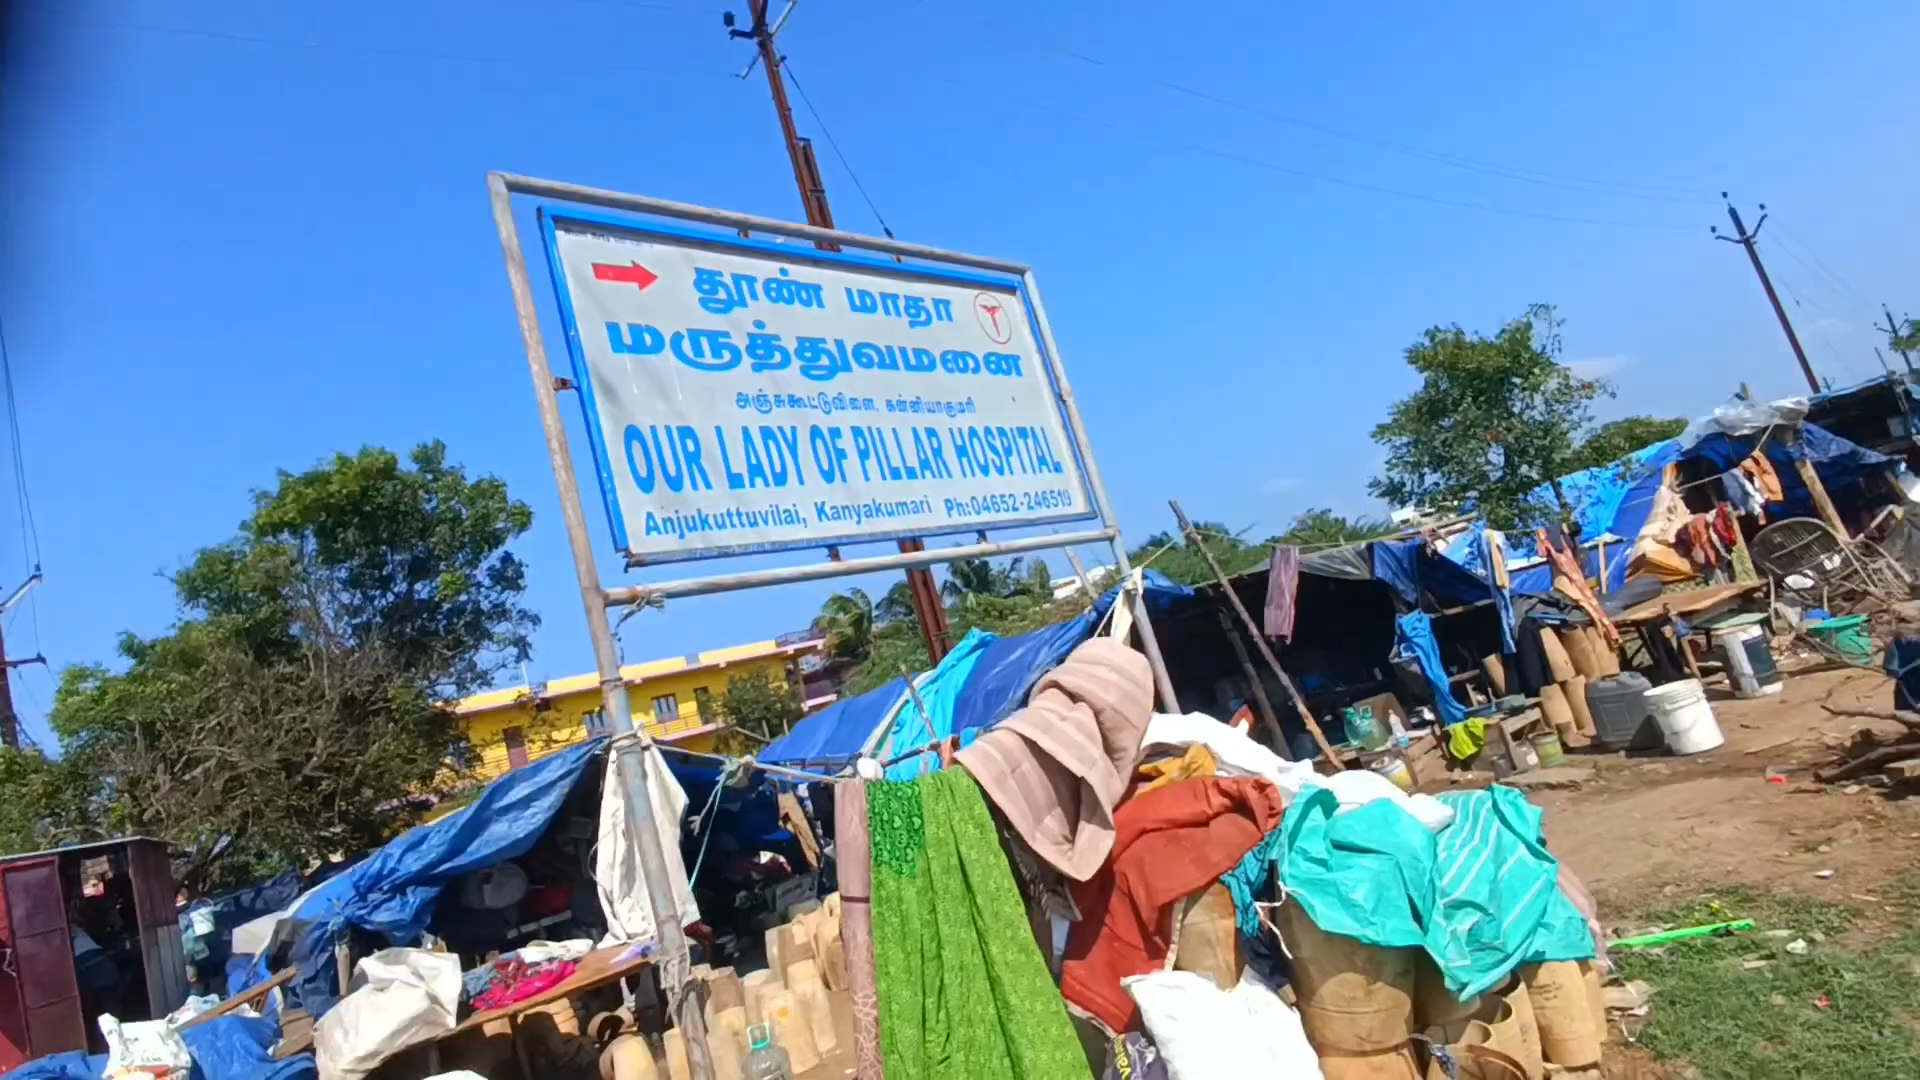 தூண் மாதா
மருத்துவமனை
அஞ்சுகூட்டுவிளை, கன்னியாகுமரி
OUR LADY OF PILLAR HOSPITAL
Anjukuttuvilai, Kanyakumari Ph:04652-246519